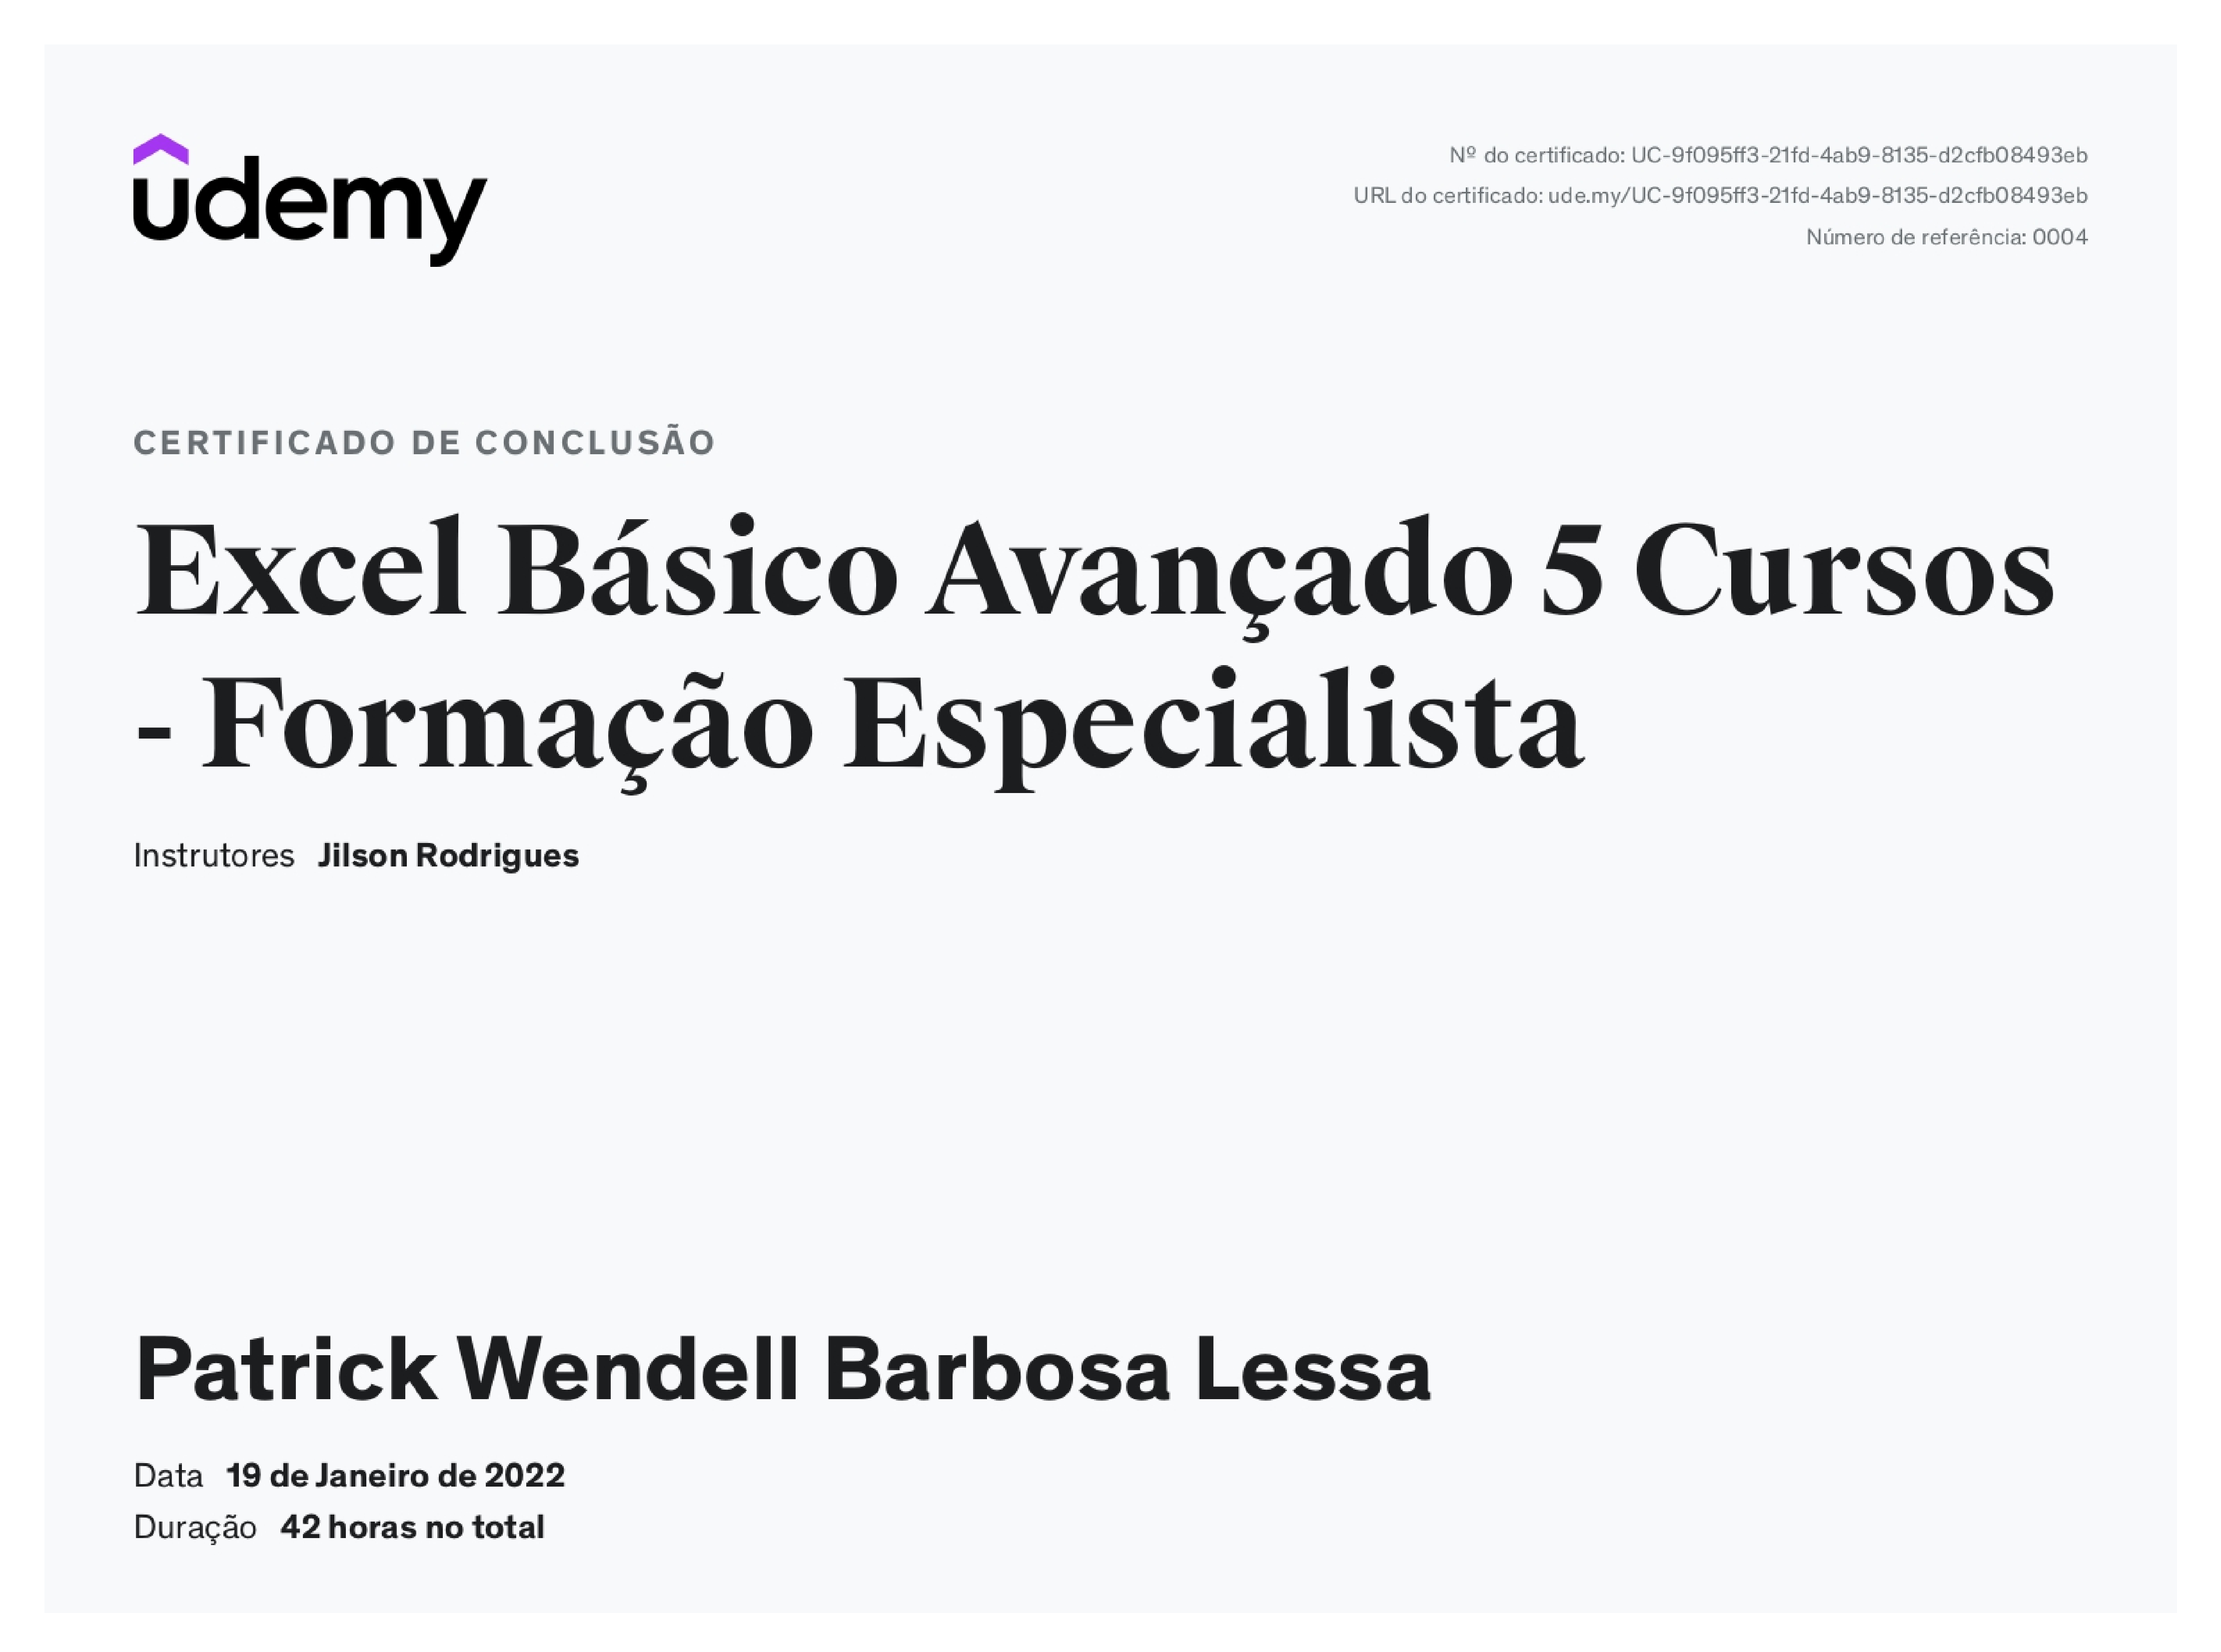 udemy
Nº do certificado: UC-9f095ff3-21fd-4ab9-8135-d2cfb08493eb
URL do certificado: ude.my/UC-9f095ff3-21fd-4ab9-8135-d2cfb08493eb
Número de referência: 0004
CERTIFICADO DE CONCLUSÃO
Excel Básico Avançado 5 Cursos
- Formação Especialista
Instrutores Jilson Rodrigues
Patrick Wendell Barbosa Lessa
Data 19 de Janeiro de 2022
Duração 42 horas no total